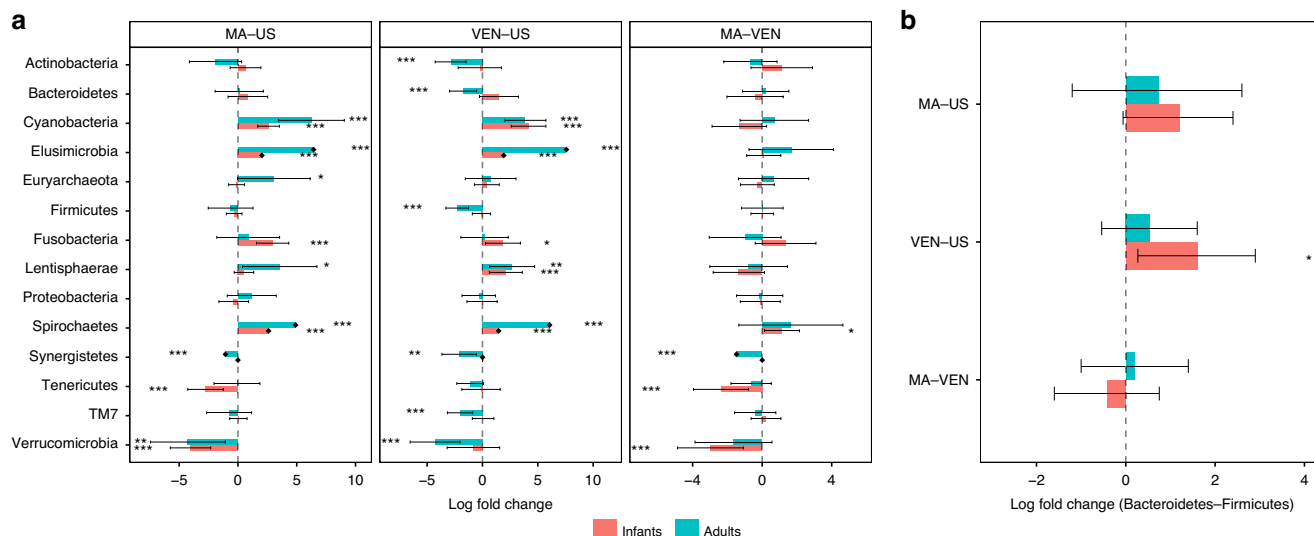 a
MA–US
VEN–US
MA–VEN
Actinobacteria
***
Bacteroidetes
***
Cyanobacteria
***
***
***
***
Elusimicrobia
***
***
***
***
Euryarchaeota
*
Firmicutes
***
Fusobacteria
***
*
Lentisphaerae
*
**
***
Proteobacteria
Spirochaetes
***
***
***
***
*
Synergistetes
***
**
***
Tenericutes
***
***
TM7
***
Verrucomicrobia
**
***
***
***
−5 0 5 10
−5 0 5 10
−4 0 4
Log fold change
Infants Adults
b
MA–US
VEN–US
*
MA–VEN
−2 0 2 4
Log fold change (Bacteroidetes–Firmicutes)